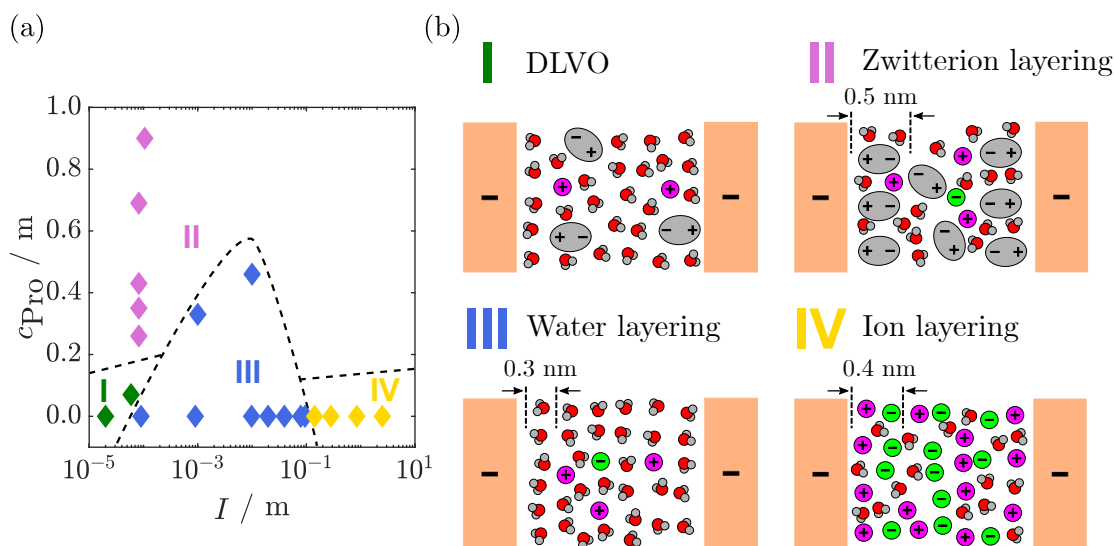 (a)
(b)
I DLVO
II Zwitterion layering
0.5 nm
1.0
0.8
0.6
0.4
0.2
0.0
c_Pro / m
II
I
III
IV
10^-5 10^-3 10^-1 10^1
I / m
− + − + − +
− −
III Water layering
IV Ion layering
0.3 nm
0.4 nm
− −
− −